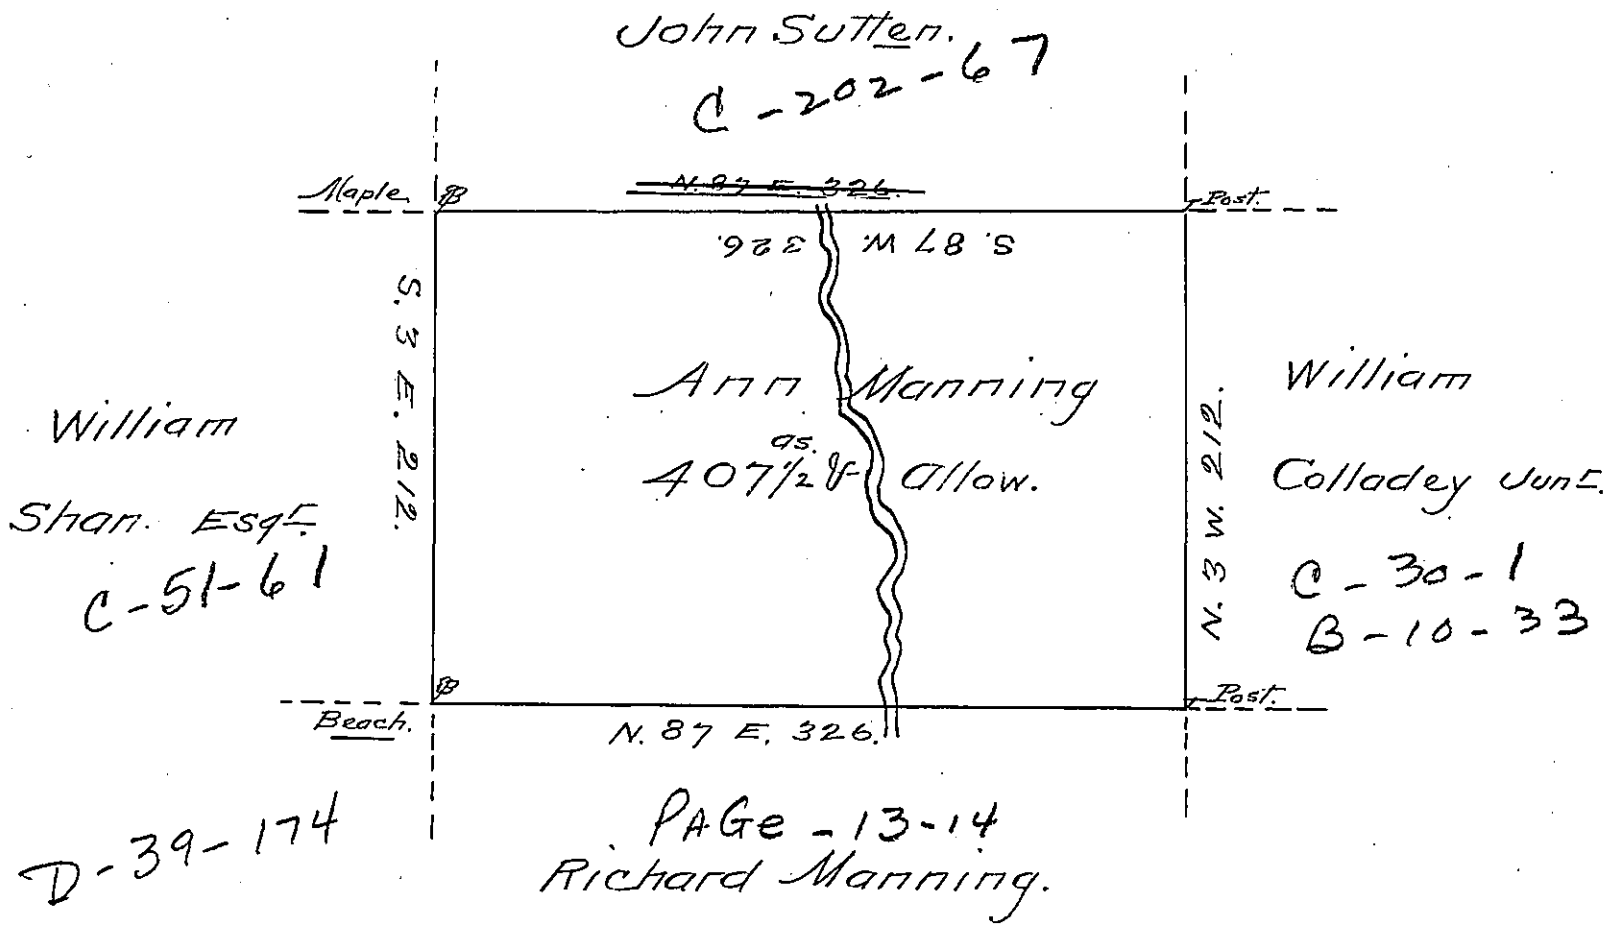 John Sutten.
C-202-67
Maple
N. 87 E. 326.
Post.
S. 87 W. 326.
S. 3 E. 212.
Ann Manning
as.
407 1/2 & Allow.
William
Shan. Esqr.
C-51-61
N. 3 W. 212.
William
Colladey Junr.
C-30-1
B-10-33
Beach.
N. 87 E. 326.
Post.
D-39-174
PAGe-13-14
Richard Manning.